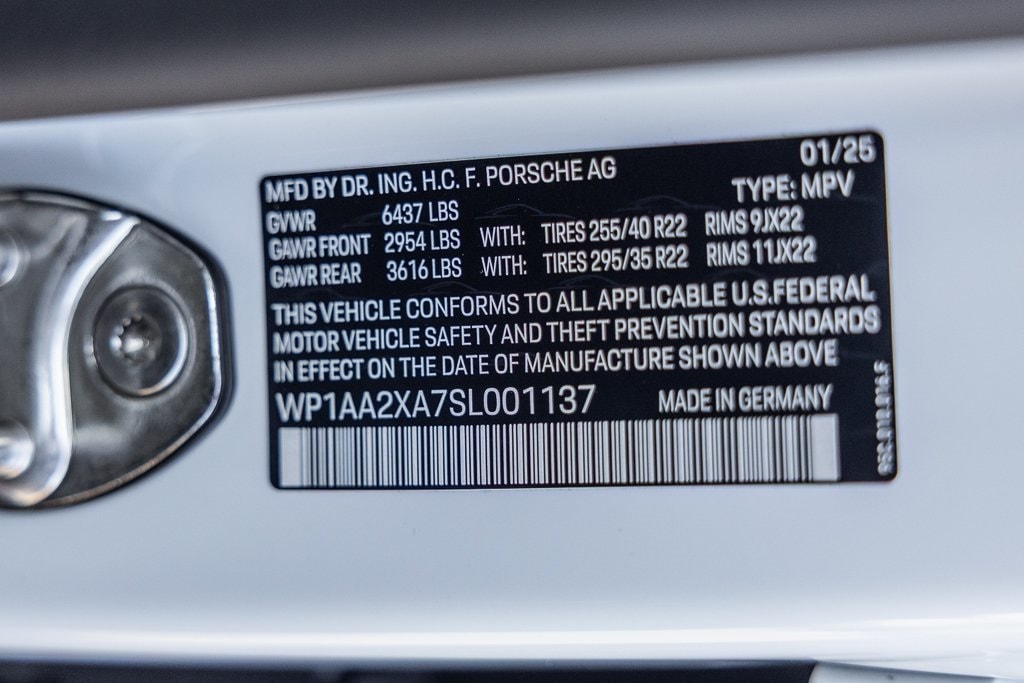 01/25
MFD BY DR. ING. H.C. F. PORSCHE AG
TYPE: MPV
GVWR 6437 LBS
GAWR FRONT 2954 LBS WITH: TIRES 255/40 R22 RIMS 9JX22
GAWR REAR 3616 LBS WITH: TIRES 295/35 R22 RIMS 11JX22
THIS VEHICLE CONFORMS TO ALL APPLICABLE U.S.FEDERAL
MOTOR VEHICLE SAFETY AND THEFT PREVENTION STANDARDS
IN EFFECT ON THE DATE OF MANUFACTURE SHOWN ABOVE
WP1AA2XA7SL001137 MADE IN GERMANY